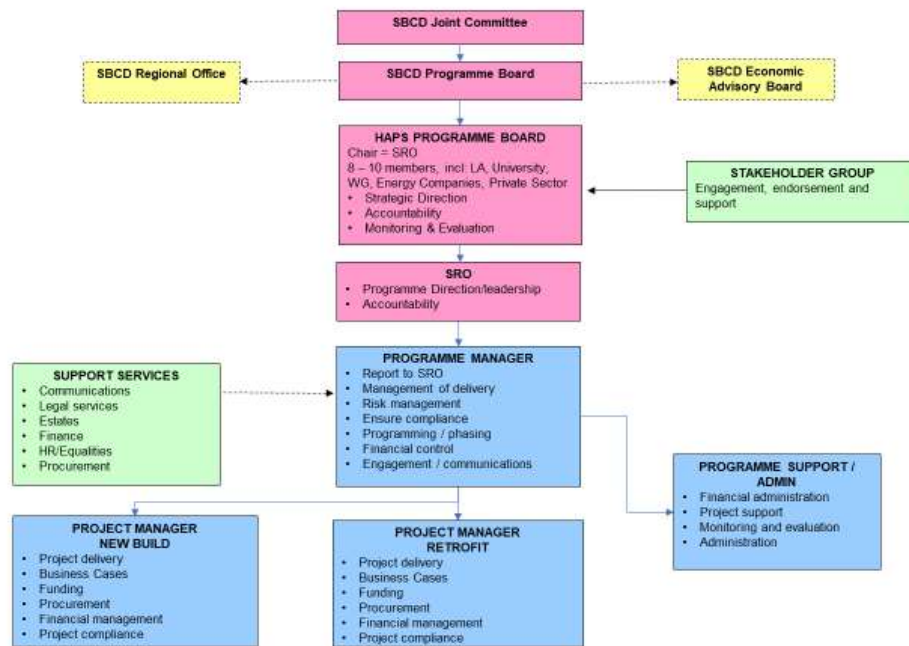 SBCD Joint Committee
SBCD Regional Office
SBCD Programme Board
SBCD Economic
Advisory Board
HAPS PROGRAMME BOARD
Chair = SRO
8 – 10 members, incl: LA, University,
WG, Energy Companies, Private Sector
• Strategic Direction
• Accountability
• Monitoring & Evaluation
STAKEHOLDER GROUP
Engagement, endorsement and
support
SRO
• Programme Direction/leadership
• Accountability
SUPPORT SERVICES
• Communications
• Legal services
• Estates
• Finance
• HR/Equalities
• Procurement
PROGRAMME MANAGER
• Report to SRO
• Management of delivery
• Risk management
• Ensure compliance
• Programming / phasing
• Financial control
• Engagement / communications
PROGRAMME SUPPORT /
ADMIN
• Financial administration
• Project support
• Monitoring and evaluation
• Administration
PROJECT MANAGER
NEW BUILD
• Project delivery
• Business Cases
• Funding
• Procurement
• Financial management
• Project compliance
PROJECT MANAGER
RETROFIT
• Project delivery
• Business Cases
• Funding
• Procurement
• Financial management
• Project compliance